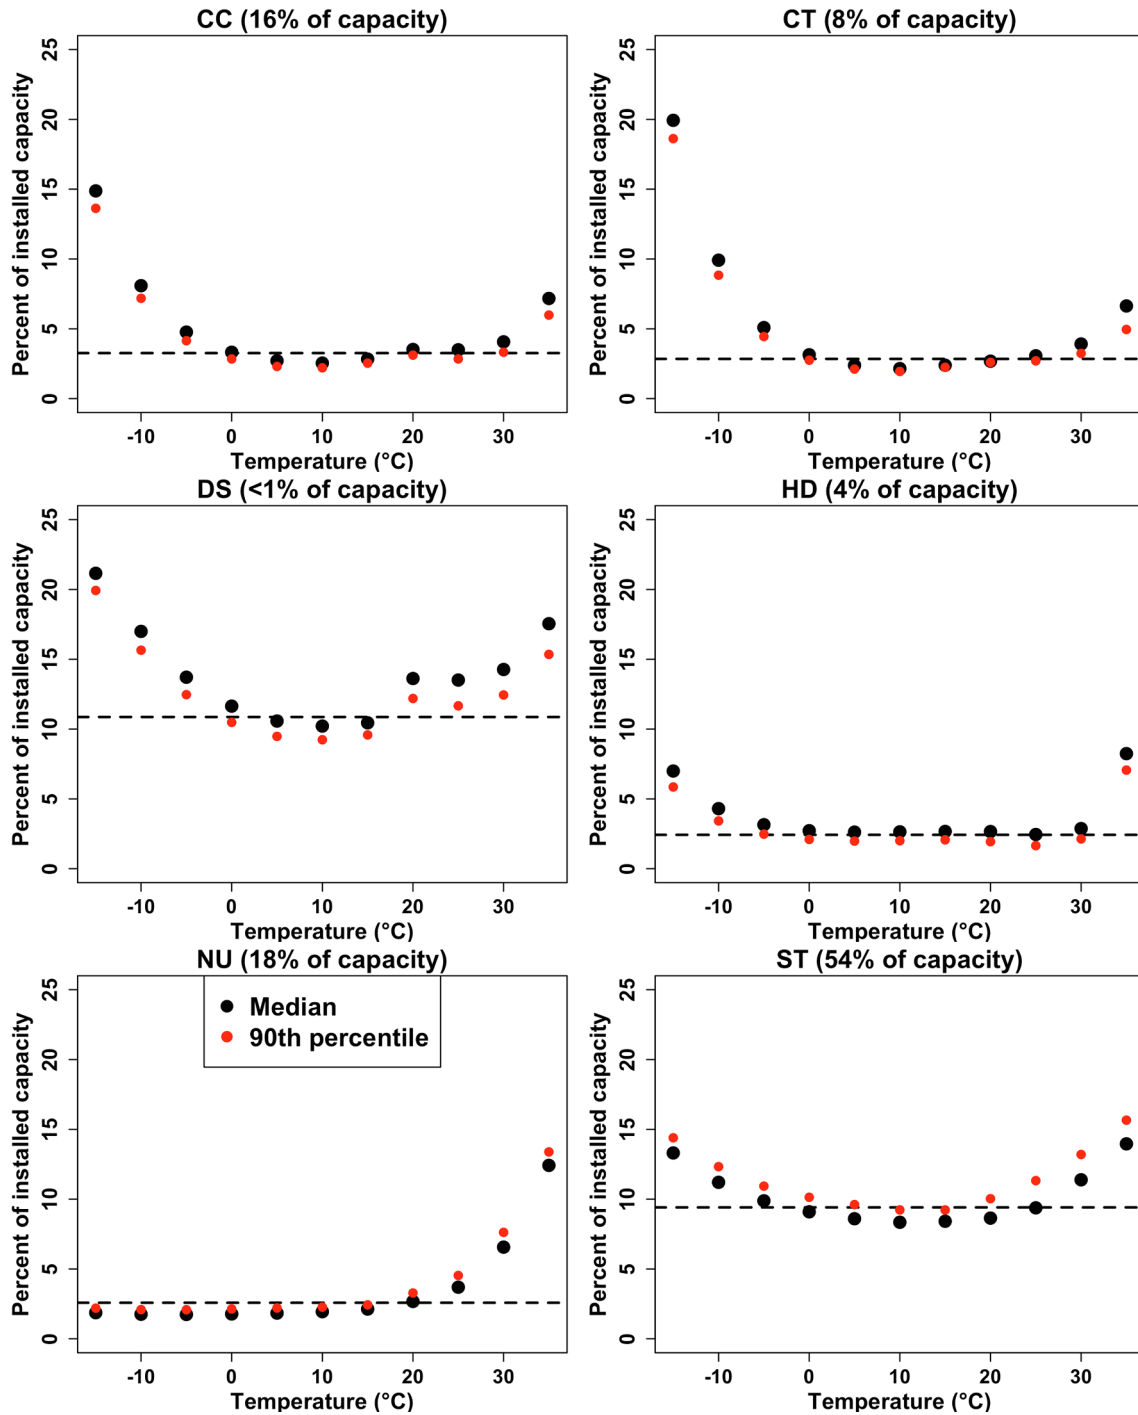 CC (16% of capacity)
Percent of installed capacity
25
20
15
10
5
0
-10 0 10 20 30
Temperature (°C)
CT (8% of capacity)
Percent of installed capacity
25
20
15
10
5
0
-10 0 10 20 30
Temperature (°C)
DS (<1% of capacity)
Percent of installed capacity
25
20
15
10
5
0
-10 0 10 20 30
Temperature (°C)
HD (4% of capacity)
Percent of installed capacity
25
20
15
10
5
0
-10 0 10 20 30
Temperature (°C)
NU (18% of capacity)
Median
90th percentile
Percent of installed capacity
25
20
15
10
5
0
-10 0 10 20 30
Temperature (°C)
ST (54% of capacity)
Percent of installed capacity
25
20
15
10
5
0
-10 0 10 20 30
Temperature (°C)